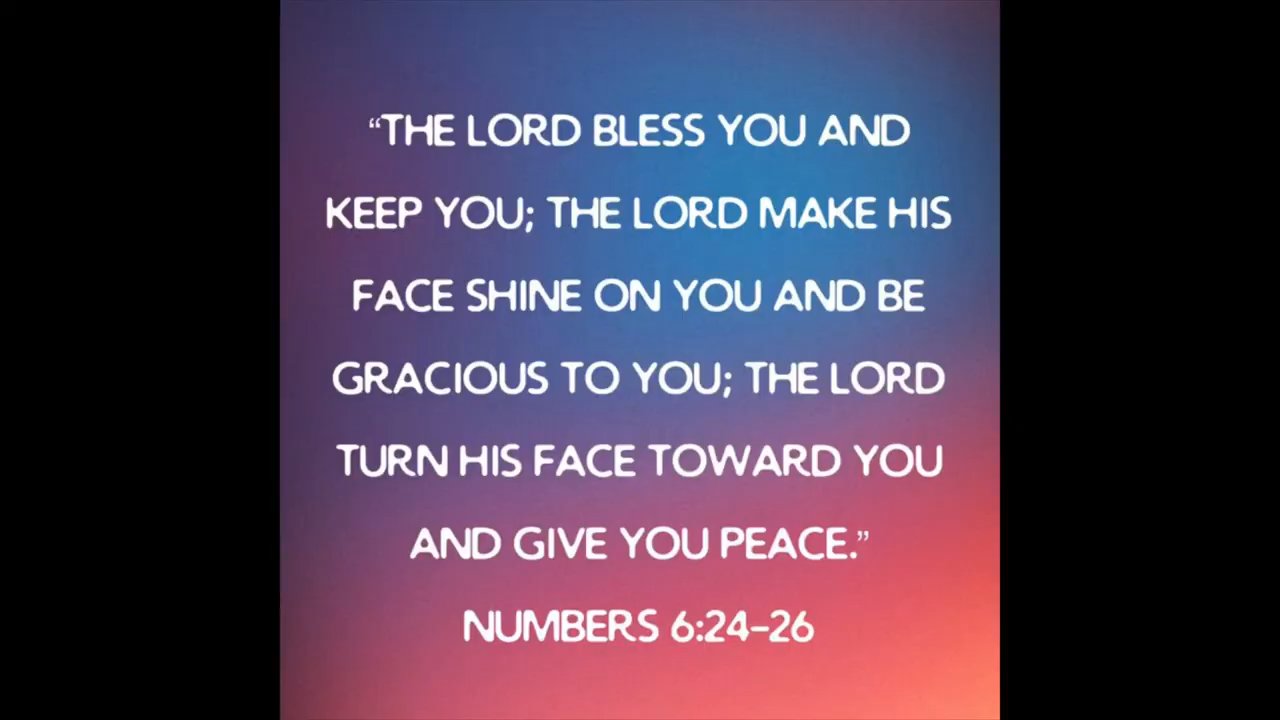 “THE LORD BLESS YOU AND
KEEP YOU; THE LORD MAKE HIS
FACE SHINE ON YOU AND BE
GRACIOUS TO YOU; THE LORD
TURN HIS FACE TOWARD YOU
AND GIVE YOU PEACE.”
NUMBERS 6:24-26